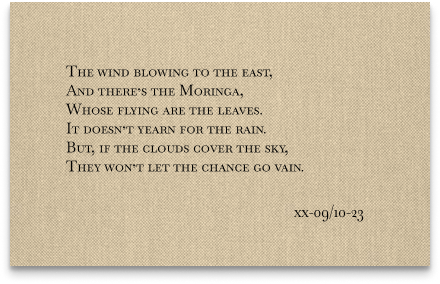 The wind blowing to the east,
And there's the Moringa,
Whose flying are the leaves.
It doesn't yearn for the rain.
But, if the clouds cover the sky,
They won't let the chance go vain.
xx-09/10-23